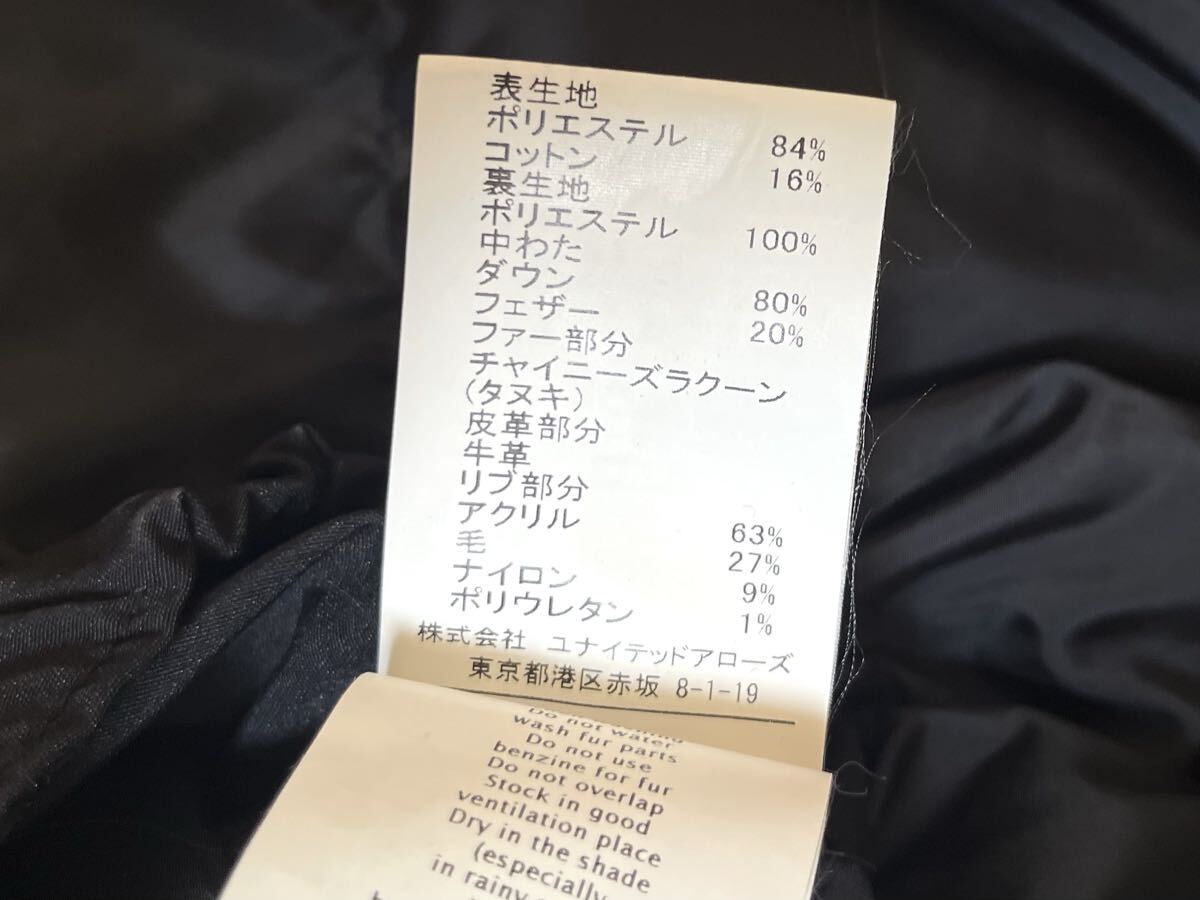 表生地
ポリエステル 84%
コットン 16%
裏生地
ポリエステル 100%
中わた
ダウン 80%
フェザー 20%
ファー部分
チャイニーズラクーン
(タヌキ)
皮革部分
牛革
リブ部分
アクリル 63%
毛 27%
ナイロン 9%
ポリウレタン 1%
株式会社 ユナイテッドアローズ
東京都港区赤坂 8-1-19
Do not water
wash fur parts
Do not use
benzine for fur
Do not overlap
Stock in good
ventilation place
Dry in the shade
(especially
in rainy